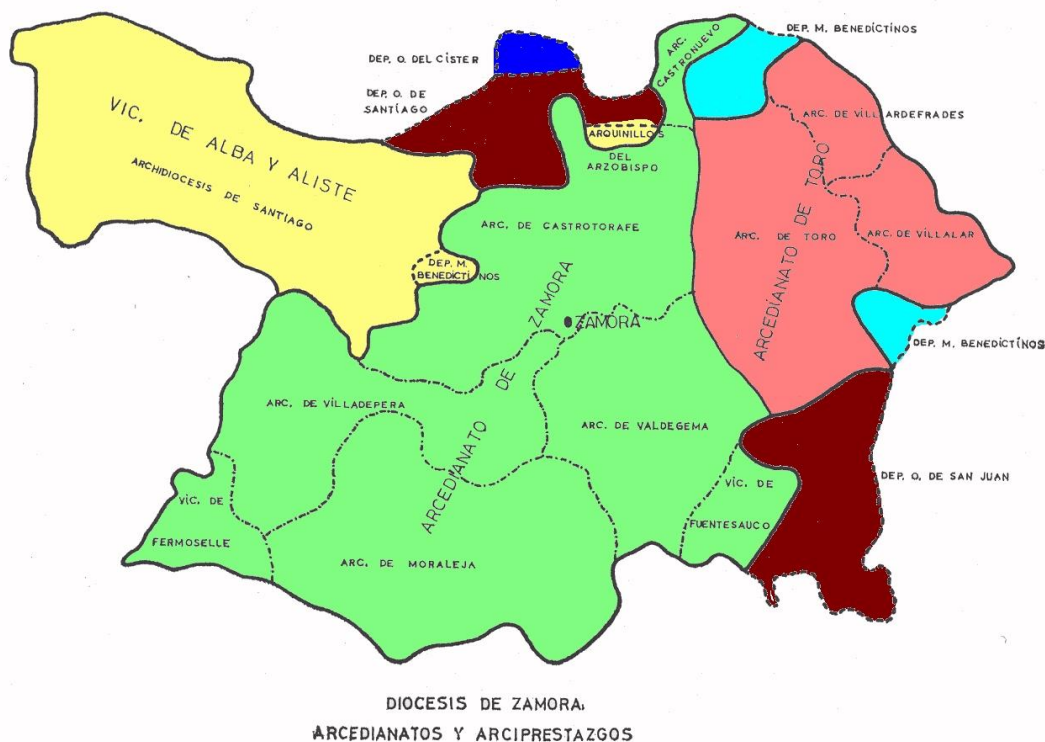 DEP. M. BENEDICTÍNOS
DEP. O. DEL CÍSTER
ARC.
CASTRONUEVO
DEP. O. DE
SANTÍAGO
VIC. DE ALBA Y ALISTE
ARCHIDIOCESIS DE SANTIAGO
ARQUINILLOS
DEL
ARZOBISPO
ARC. DE VILLARDEFRADES
ARC. DE CASTROTORAFE
ARC. DE TORO
ARC. DE VILLALAR
ARCEDIANATO DE TORO
DEP. M.
BENEDICTÍNOS
ZAMORA
DEP. M. BENEDICTÍNOS
ARCEDIANATO DE ZAMORA
ARC. DE VILLADEPERA
ARC. DE VALDEGEMA
DEP. O. DE SAN JUAN
VIC. DE
FERMOSELLE
VIC. DE
FUENTESAUCO
ARC. DE MORALEJA
DIOCESIS DE ZAMORA.
ARCEDIANATOS Y ARCIPRESTAZGOS